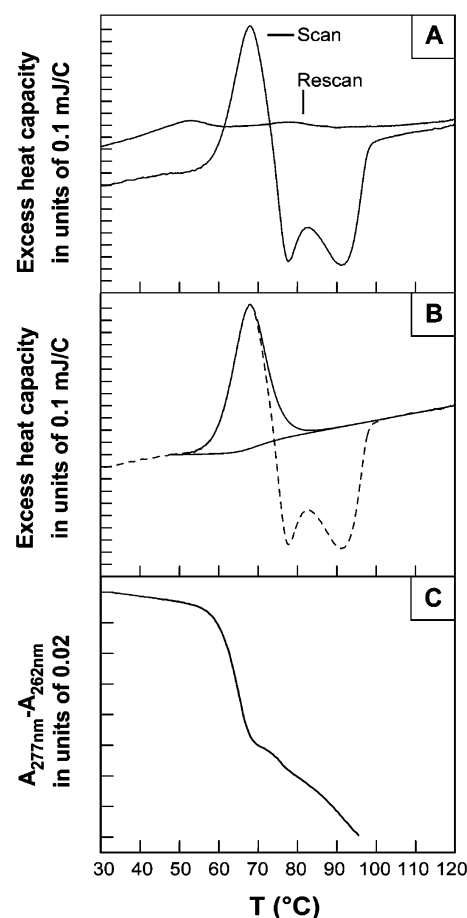 A
Scan
Rescan
Excess heat capacity
in units of 0.1 mJ/C
B
Excess heat capacity
in units of 0.1 mJ/C
C
A277nm-A262nm
in units of 0.02
30 40 50 60 70 80 90 100 110 120
T (°C)